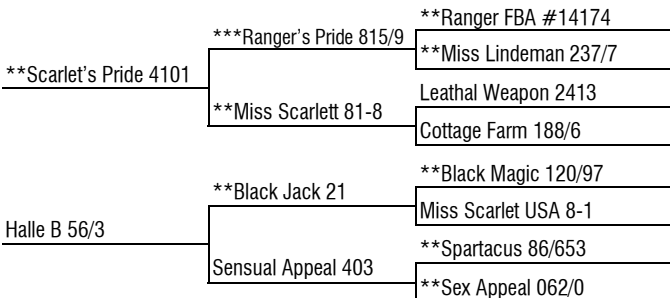 **Ranger FBA #14174
***Ranger's Pride 815/9
**Miss Lindeman 237/7
**Scarlet's Pride 4101
Leathal Weapon 2413
**Miss Scarlett 81-8
Cottage Farm 188/6
**Black Magic 120/97
**Black Jack 21
Miss Scarlet USA 8-1
Halle B 56/3
**Spartacus 86/653
Sensual Appeal 403
**Sex Appeal 062/0